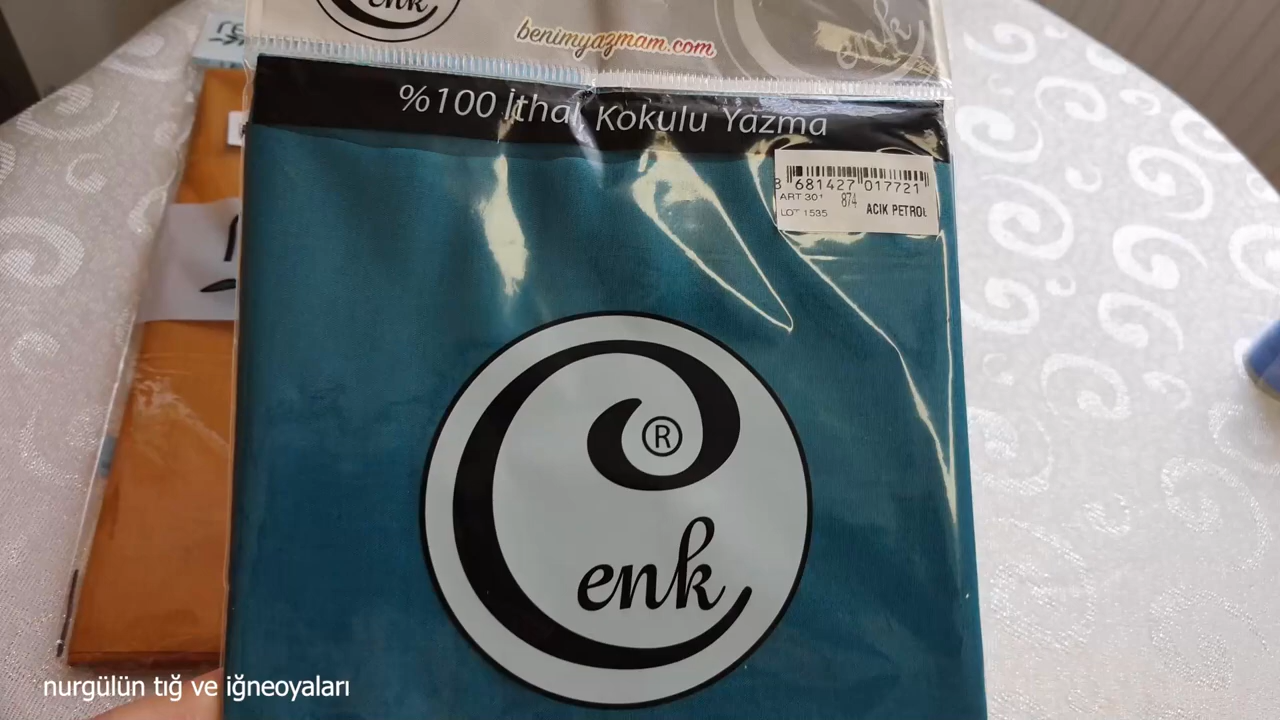 enk
benimyazmam.com
enk
%100 İthal Kokulu Yazma
8 681427 017721
ART 301 874
LOT 1535 ACIK PETROL
®
Cenk
nurgülün tığ ve iğneoyaları